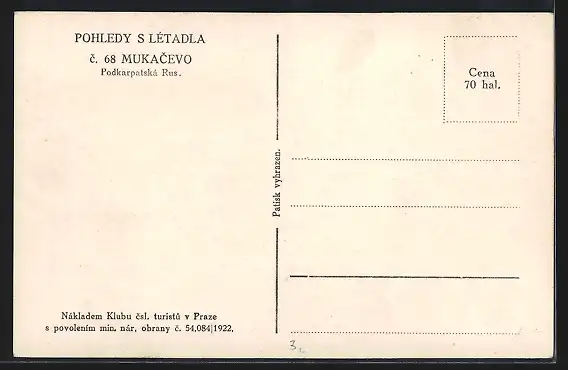 POHLEDY S LÉTADLA
č. 68 MUKAČEVO
Podkarpatská Rus.
Cena
70 hal.
Patisk vyhrazen.
Nákladem Klubu čsl. turistů v Praze
s povolením min. nár. obrany č. 54.084|1922.
3